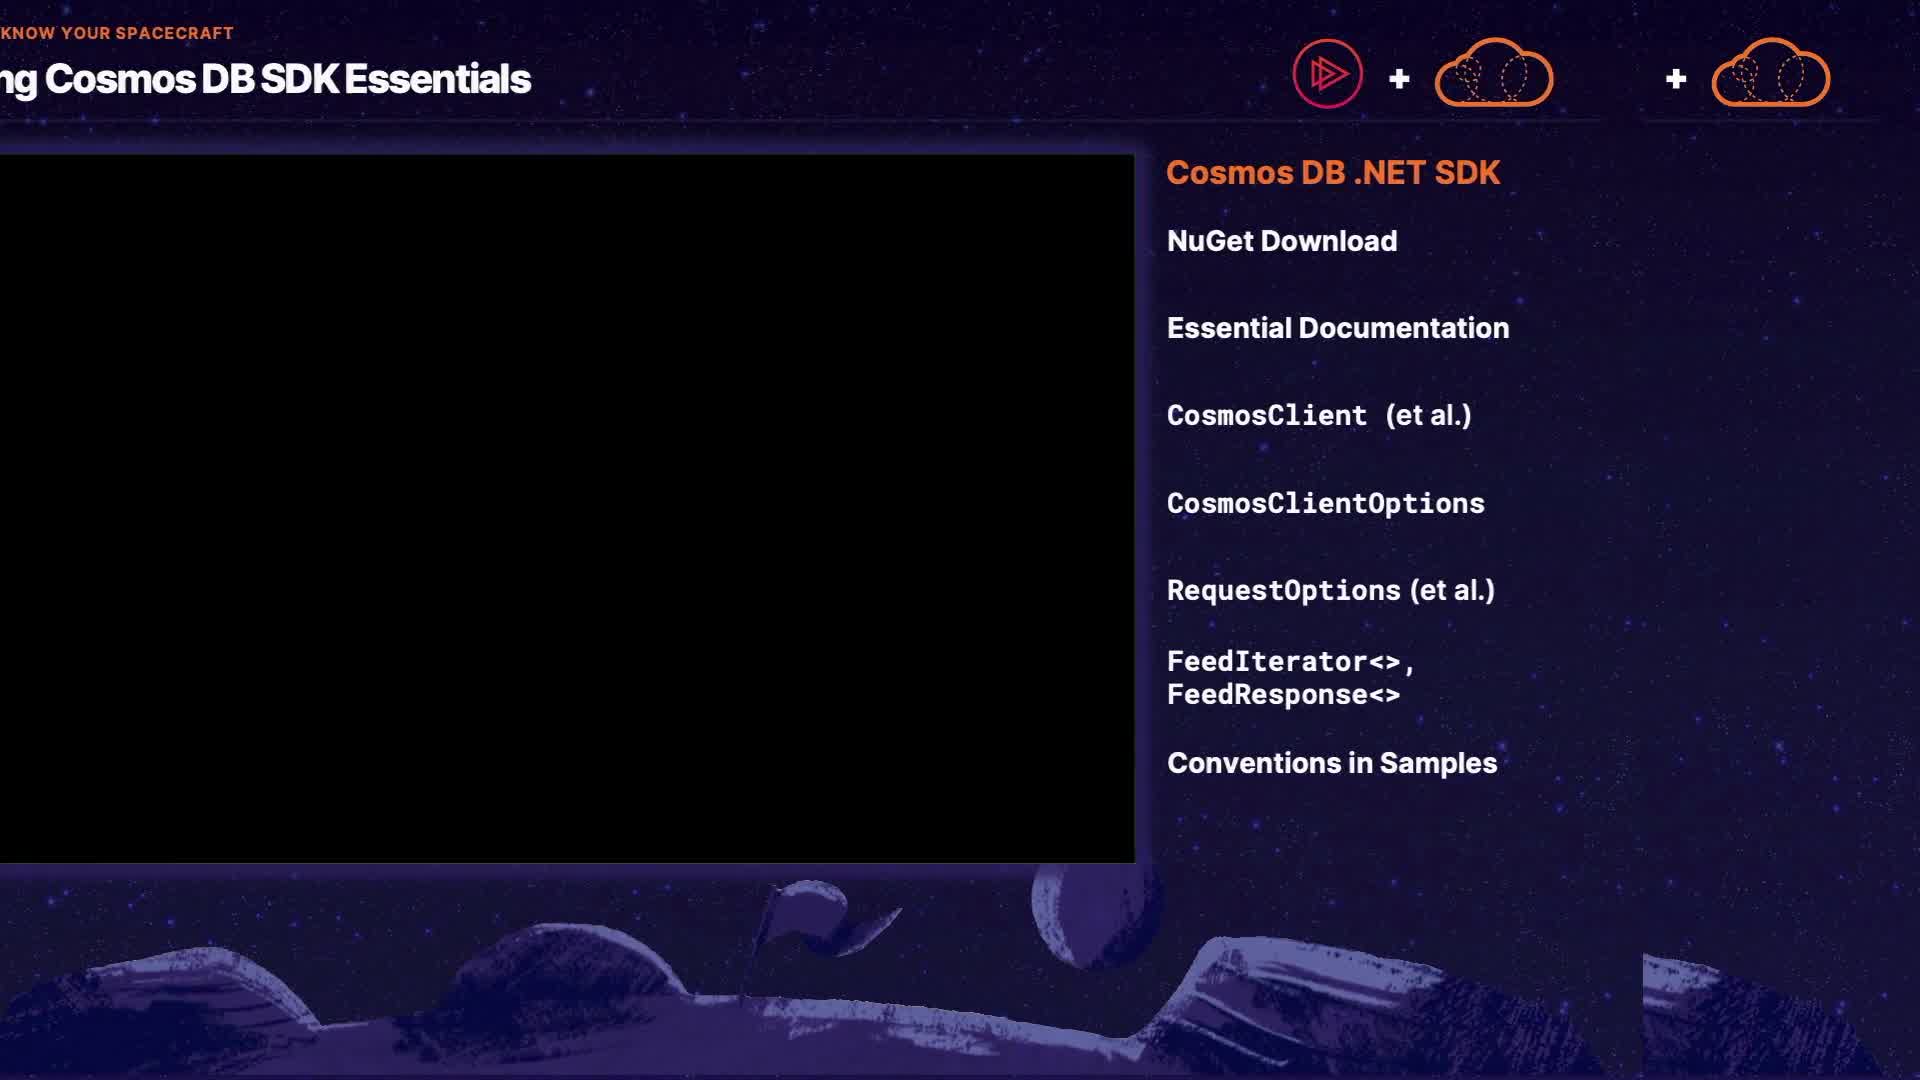 KNOW YOUR SPACECRAFT
ng Cosmos DB SDK Essentials
+
+
Cosmos DB .NET SDK
NuGet Download
Essential Documentation
CosmosClient (et al.)
CosmosClientOptions
RequestOptions (et al.)
FeedIterator<>,
FeedResponse<>
Conventions in Samples